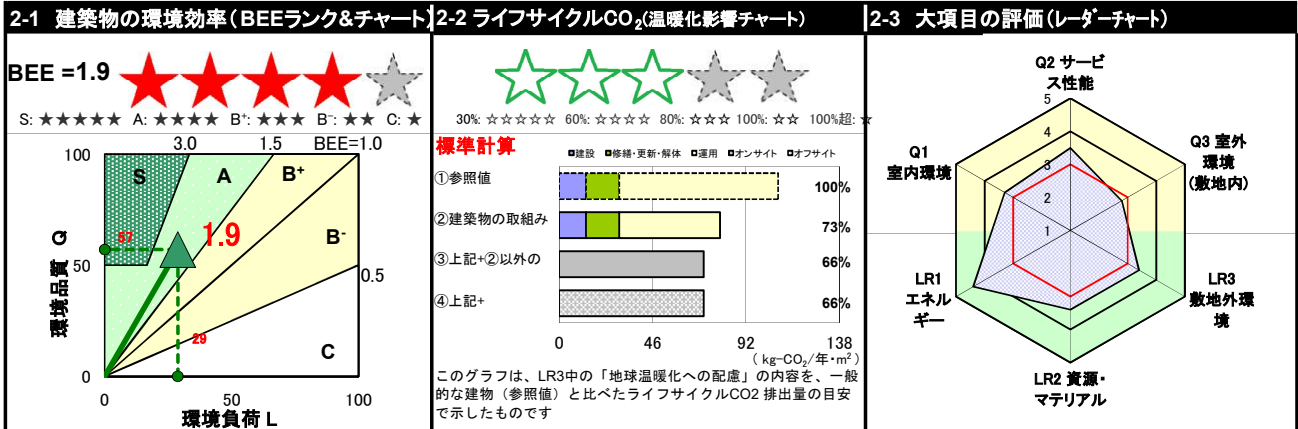 2-1 建築物の環境効率(BEEランク&チャート)
BEE =1.9
S: ★★★★★ A: ★★★★ B⁺: ★★★ B⁻: ★★ C: ★
3.0 1.5 BEE=1.0
100
S
A
B⁺
57
1.9
B⁻
50
0.5
29
C
0
環境品質 Q
0 50 100
環境負荷 L
2-2 ライフサイクルCO₂(温暖化影響チャート)
30%: ☆☆☆☆☆ 60%: ☆☆☆☆ 80%: ☆☆☆ 100%: ☆☆ 100%超: ☆
標準計算
■建設 ■修繕・更新・解体 □運用 ■オンサイト ■オフサイト
①参照値 100%
②建築物の取組み 73%
③上記+②以外の 66%
④上記+ 66%
0 46 92 138
( kg-CO₂/年・m² )
このグラフは、LR3中の「地球温暖化への配慮」の内容を、一般
的な建物(参照値)と比べたライフサイクルCO2 排出量の目安
で示したものです
2-3 大項目の評価(レーダーチャート)
Q2 サービ
ス性能
5
4
3
2
1
Q1
室内環境
Q3 室外
環境
(敷地内)
LR1
エネル
ギー
LR3
敷地外環
境
LR2 資源・
マテリアル